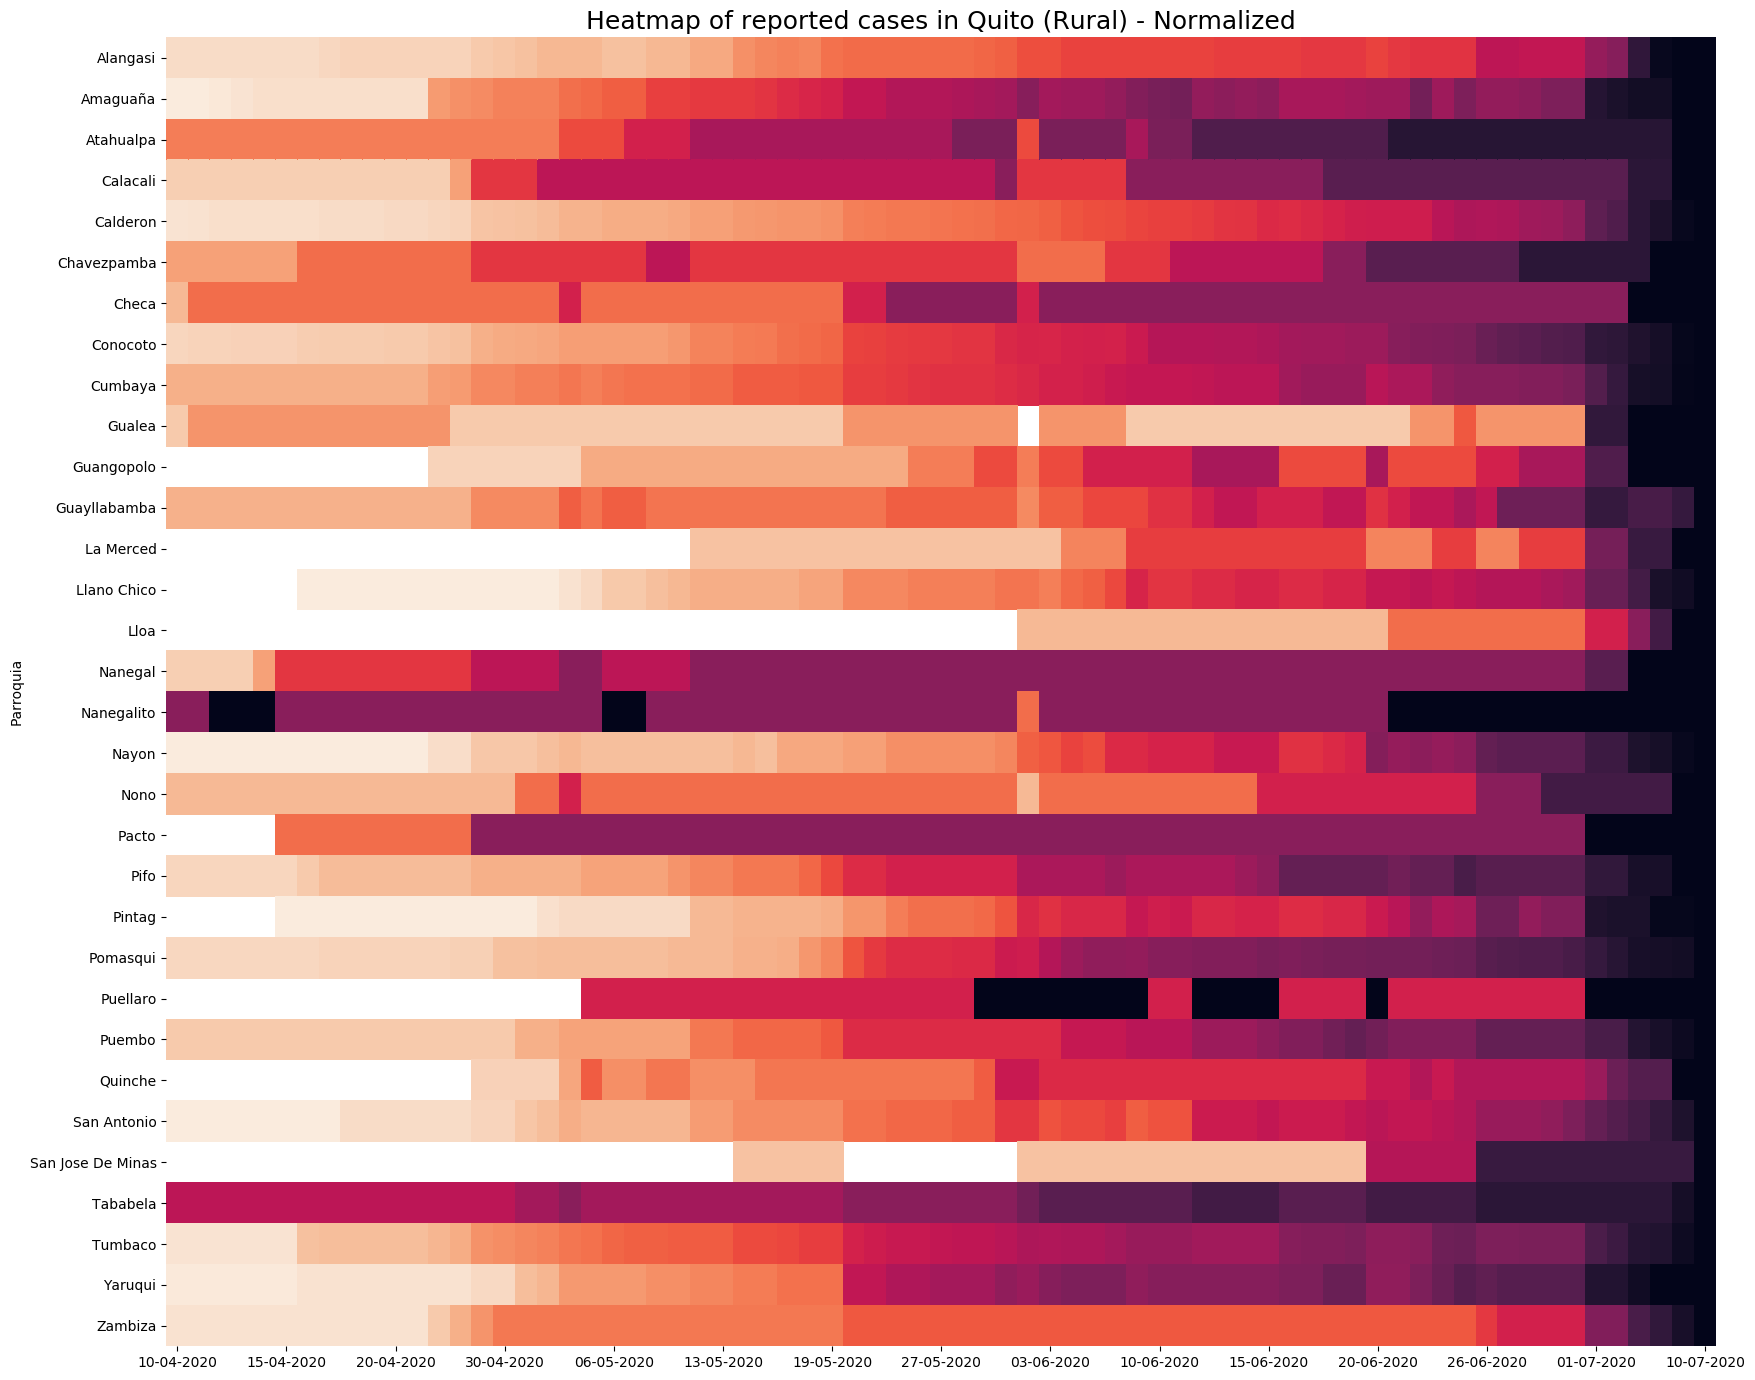 Heatmap of reported cases in Quito (Rural) - Normalized
Parroquia
Alangasi
Amaguaña
Atahualpa
Calacali
Calderon
Chavezpamba
Checa
Conocoto
Cumbaya
Gualea
Guangopolo
Guayllabamba
La Merced
Llano Chico
Lloa
Nanegal
Nanegalito
Nayon
Nono
Pacto
Pifo
Pintag
Pomasqui
Puellaro
Puembo
Quinche
San Antonio
San Jose De Minas
Tababela
Tumbaco
Yaruqui
Zambiza
10-04-2020 15-04-2020 20-04-2020 30-04-2020 06-05-2020 13-05-2020 19-05-2020 27-05-2020 03-06-2020 10-06-2020 15-06-2020 20-06-2020 26-06-2020 01-07-2020 10-07-2020